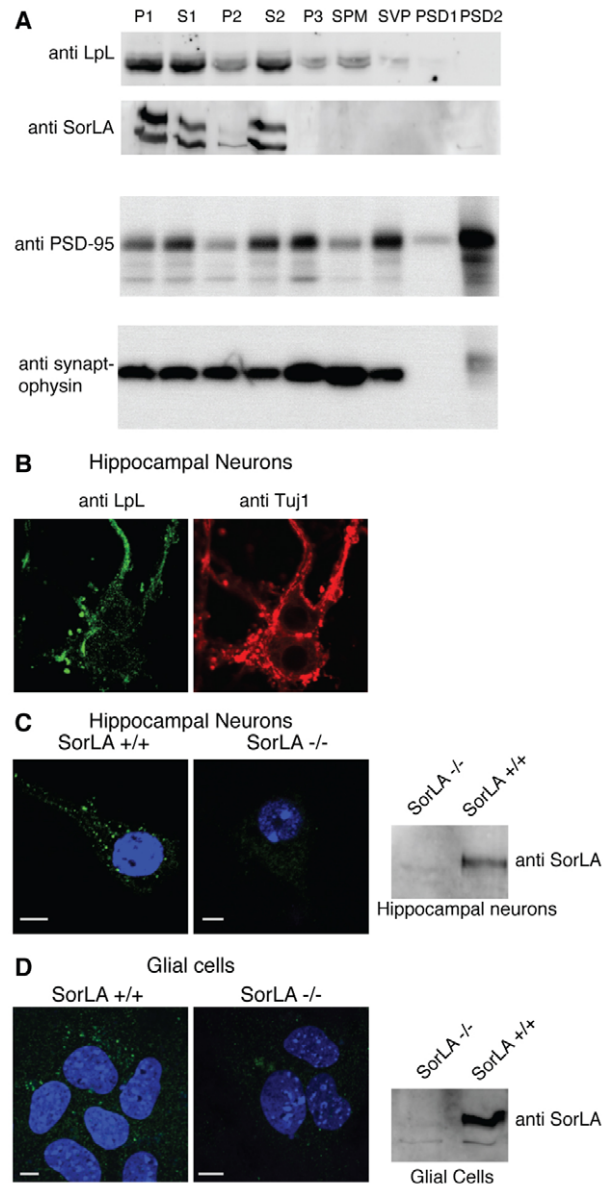 A
P1 S1 P2 S2 P3 SPM SVP PSD1 PSD2
anti LpL
anti SorLA
anti PSD-95
anti synapt-
ophysin
B Hippocampal Neurons
anti LpL anti Tuj1
C Hippocampal Neurons
SorLA +/+ SorLA -/-
SorLA -/- SorLA +/+
anti SorLA
Hippocampal neurons
D Glial cells
SorLA +/+ SorLA -/-
SorLA -/- SorLA +/+
anti SorLA
Glial Cells